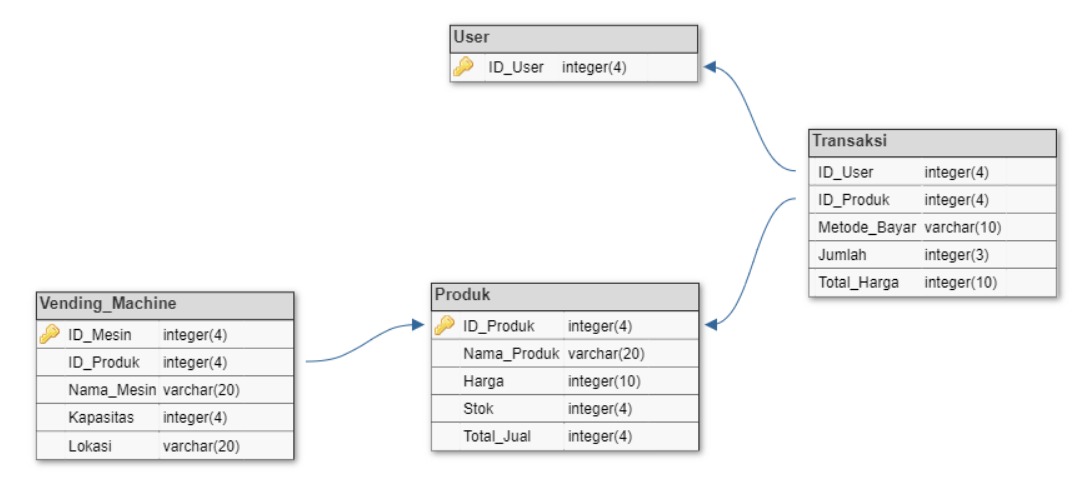 User
ID_User integer(4)
Transaksi
ID_User integer(4)
ID_Produk integer(4)
Metode_Bayar varchar(10)
Jumlah integer(3)
Total_Harga integer(10)
Vending_Machine
ID_Mesin integer(4)
ID_Produk integer(4)
Nama_Mesin varchar(20)
Kapasitas integer(4)
Lokasi varchar(20)
Produk
ID_Produk integer(4)
Nama_Produk varchar(20)
Harga integer(10)
Stok integer(4)
Total_Jual integer(4)